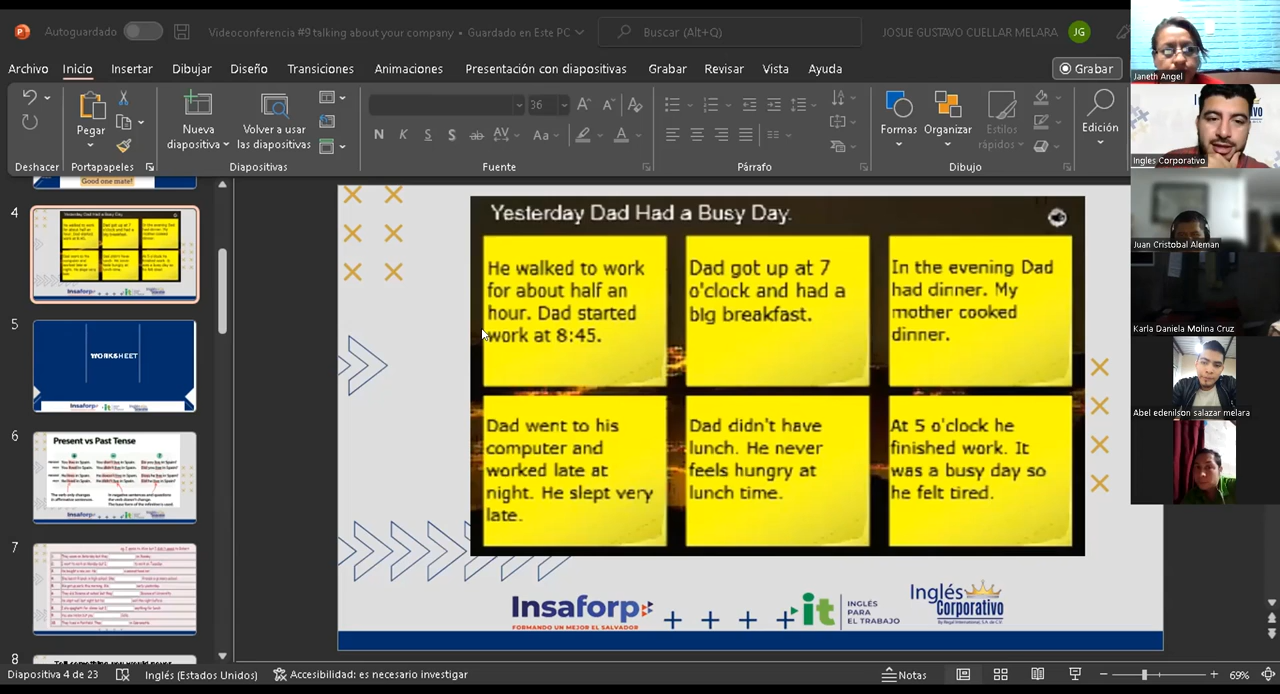 Autoguardado
Videoconferencia #9 talking about your company • Guardado en Este PC
Buscar (Alt+Q)
JOSUE GUSTAVO CUELLAR MELARA
JG
Archivo
Inicio
Insertar
Dibujar
Diseño
Transiciones
Animaciones
Presentación con diapositivas
Grabar
Revisar
Vista
Ayuda
Grabar
Pegar
Nueva
diapositiva
Volver a usar
las diapositivas
36
Formas
Organizar
Estilos
rápidos
Edición
Deshacer
Portapapeles
Diapositivas
Fuente
Párrafo
Dibujo
Janeth Angel
Ingles Corporativo
Juan Cristobal Aleman
Karla Daniela Molina Cruz
Abel edenilson salazar melara
Good one mate!
4
5
WORKSHEET
6
Present vs Past Tense
7
8
Yesterday Dad Had a Busy Day.
He walked to work
for about half an
hour. Dad started
work at 8:45.
Dad got up at 7
o'clock and had a
big breakfast.
In the evening Dad
had dinner. My
mother cooked
dinner.
Dad went to his
computer and
worked late at
night. He slept very
late.
Dad didn't have
lunch. He never
feels hungry at
lunch time.
At 5 o'clock he
finished work. It
was a busy day so
he felt tired.
Insaforp
FORMANDO UN MEJOR EL SALVADOR
it
INGLÉS
PARA
EL TRABAJO
Inglés
Corporativo
Diapositiva 4 de 23
Inglés (Estados Unidos)
Accesibilidad: es necesario investigar
Notas
69%